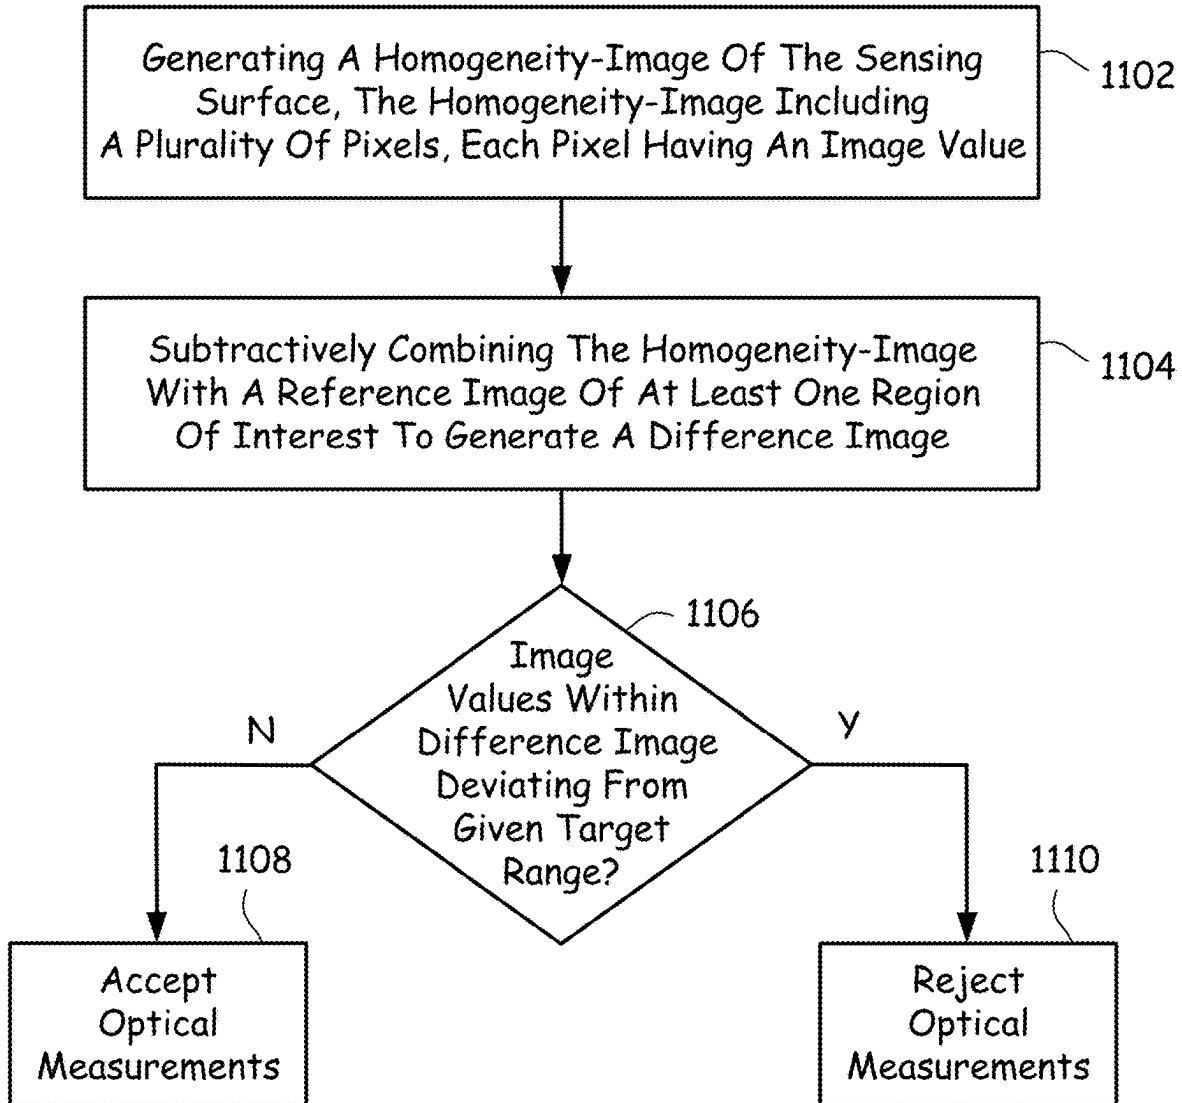 Generating A Homogeneity-Image Of The Sensing
Surface, The Homogeneity-Image Including
A Plurality Of Pixels, Each Pixel Having An Image Value
1102
Subtractively Combining The Homogeneity-Image
With A Reference Image Of At Least One Region
Of Interest To Generate A Difference Image
1104
1106
Image
Values Within
Difference Image
Deviating From
Given Target
Range?
N
Y
1108
1110
Accept
Optical
Measurements
Reject
Optical
Measurements